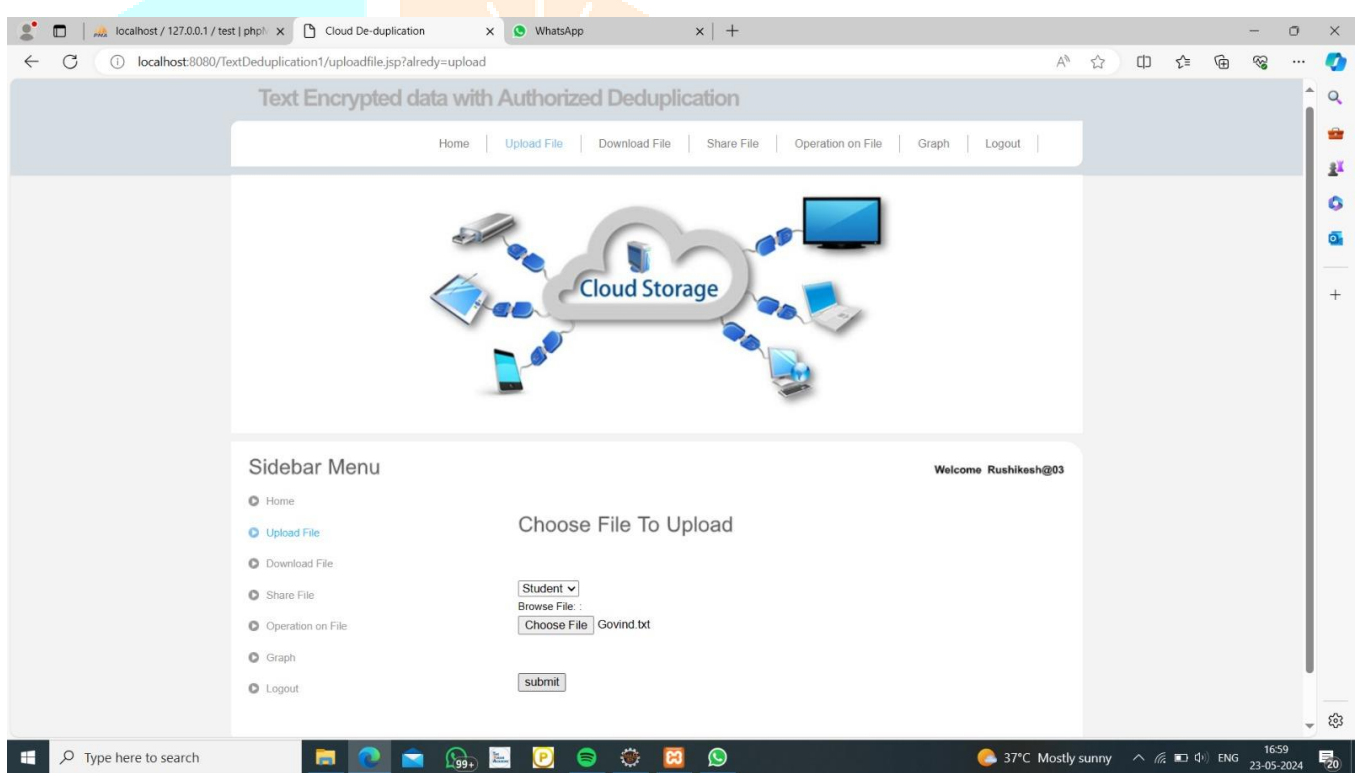 localhost / 127.0.0.1 / test | php
Cloud De-duplication
WhatsApp
localhost:8080/TextDeduplication1/uploadfile.jsp?alredy=upload
Text Encrypted data with Authorized Deduplication
Home Upload File Download File Share File Operation on File Graph Logout
Cloud Storage
Sidebar Menu
Welcome Rushikesh@03
Home
Upload File
Download File
Share File
Operation on File
Graph
Logout
Choose File To Upload
Student
Browse File: :
Choose File Govind.txt
submit
Type here to search
99+
37°C Mostly sunny
ENG
16:59
23-05-2024
20